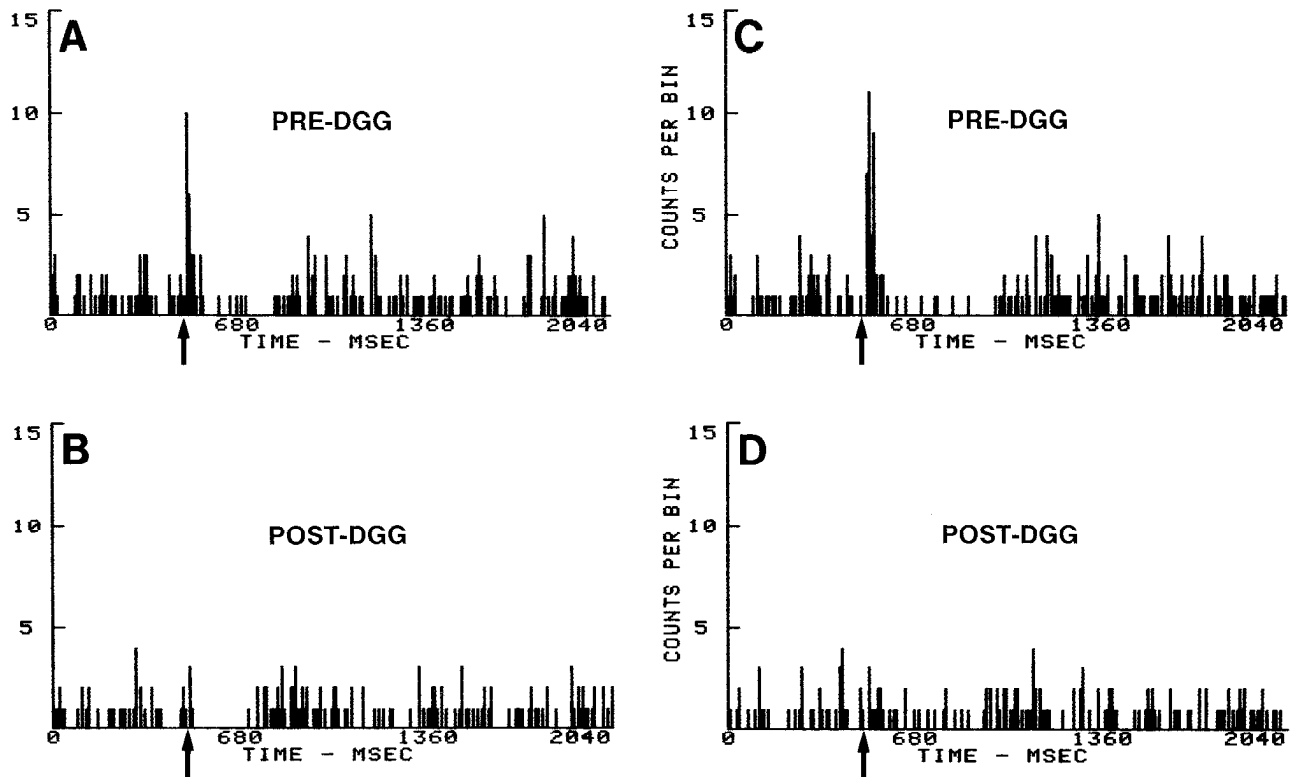 A
15
10
5
PRE-DGG
0 680 1360 2040
TIME - MSEC
C
COUNTS PER BIN
15
10
5
PRE-DGG
0 680 1360 2040
TIME - MSEC
B
15
10
5
POST-DGG
0 680 1360 2040
TIME - MSEC
D
COUNTS PER BIN
15
10
5
POST-DGG
0 680 1360 2040
TIME - MSEC